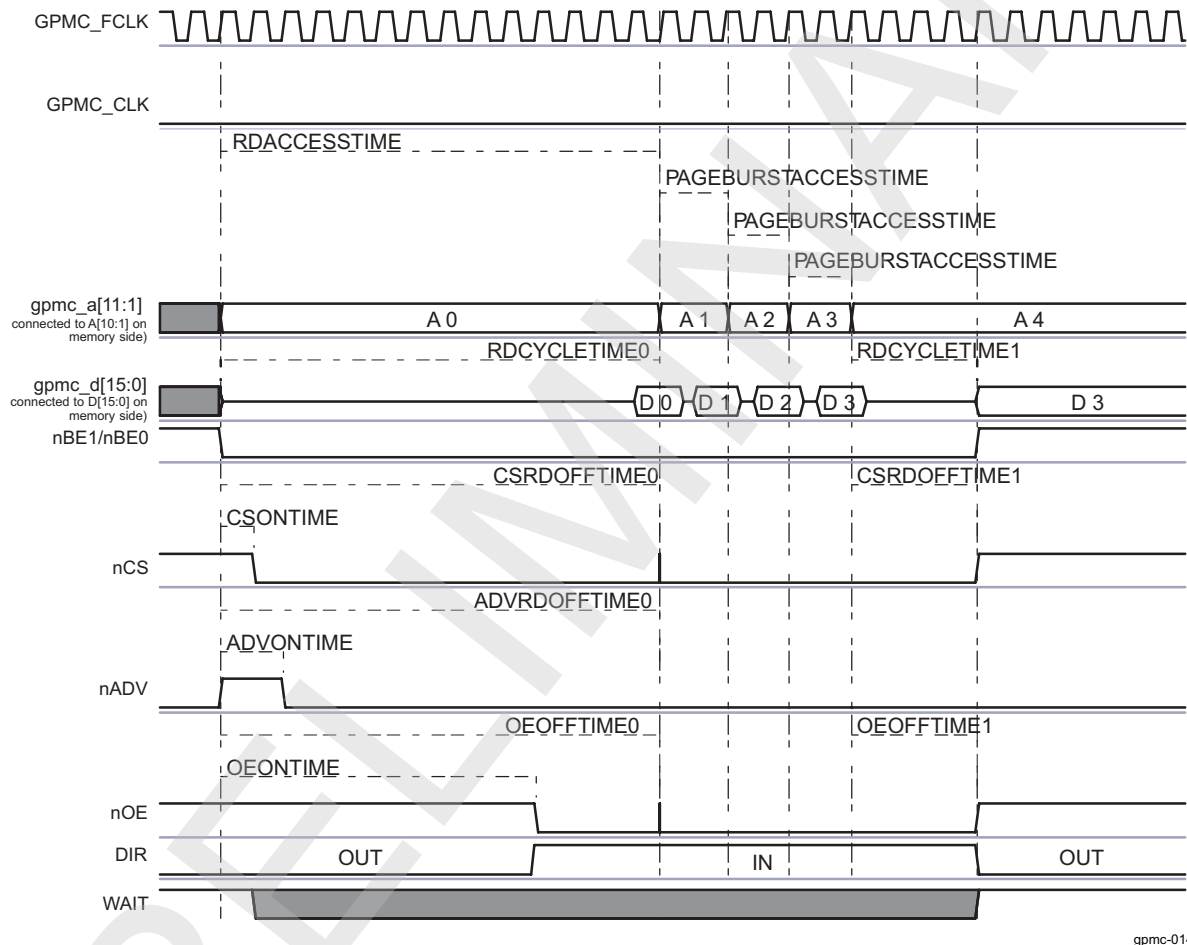 GPMC_FCLK
GPMC_CLK
RDACCESSTIME
PAGEBURSTACCESSTIME
PAGEBURSTACCESSTIME
PAGEBURSTACCESSTIME
gpmc_a[11:1]
connected to A[10:1] on
memory side)
A 0 A 1 A 2 A 3 A 4
RDCYCLETIME0 RDCYCLETIME1
gpmc_d[15:0]
connected to D[15:0] on
memory side)
D 0 D 1 D 2 D 3 D 3
nBE1/nBE0
CSRDOFFTIME0 CSRDOFFTIME1
CSONTIME
nCS
ADVRDOFFTIME0
ADVONTIME
nADV
OEOFFTIME0 OEOFFTIME1
OEONTIME
nOE
DIR OUT IN OUT
WAIT